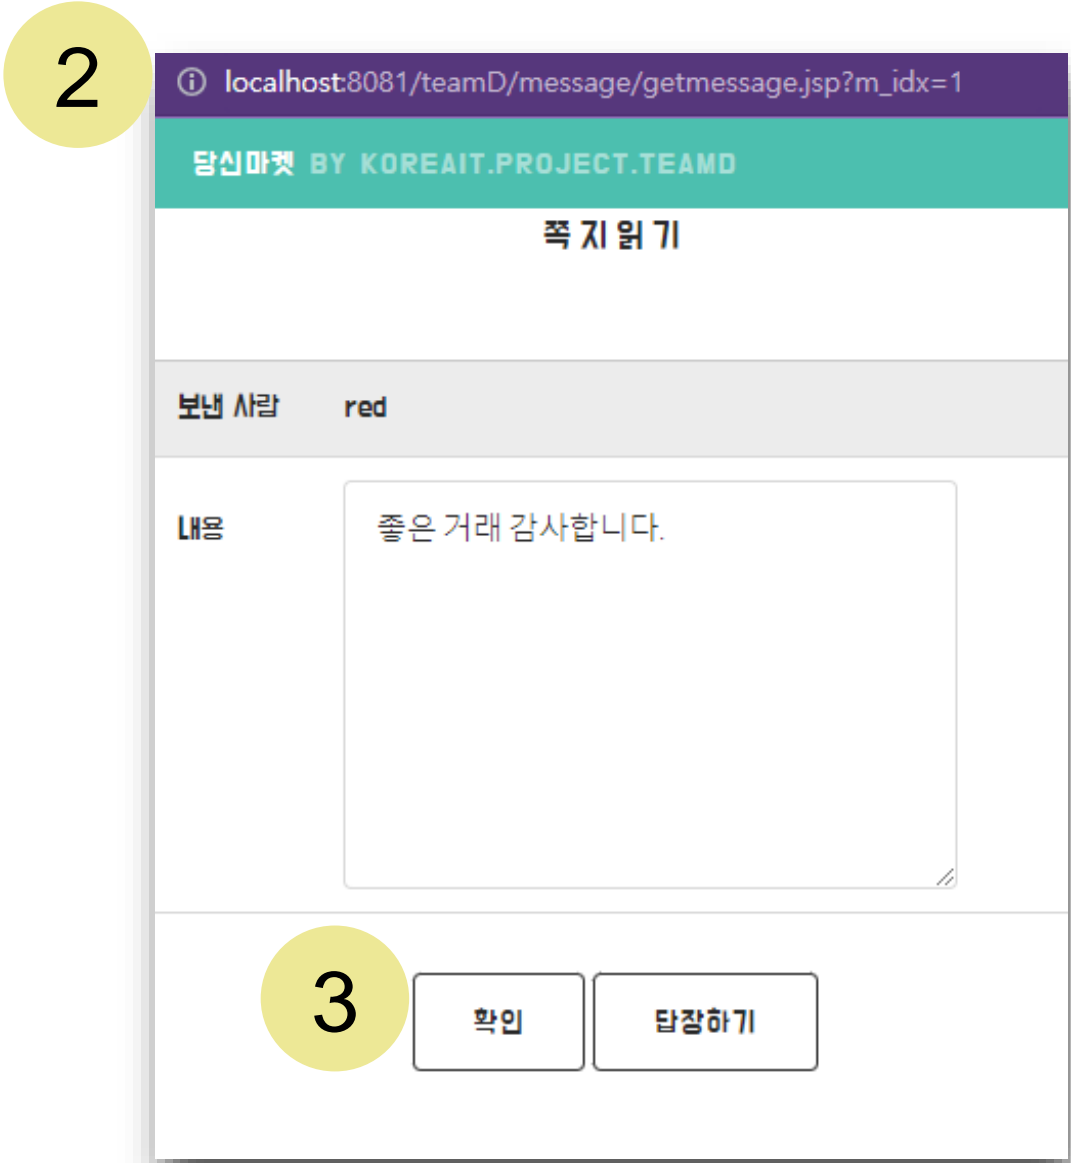 2
localhost:8081/teamD/message/getmessage.jsp?m_idx=1
당신마켓 BY KOREAIT.PROJECT.TEAMD
쪽 지 읽 기
보낸 사람 red
내용 좋은 거래 감사합니다.
3 확인 답장하기